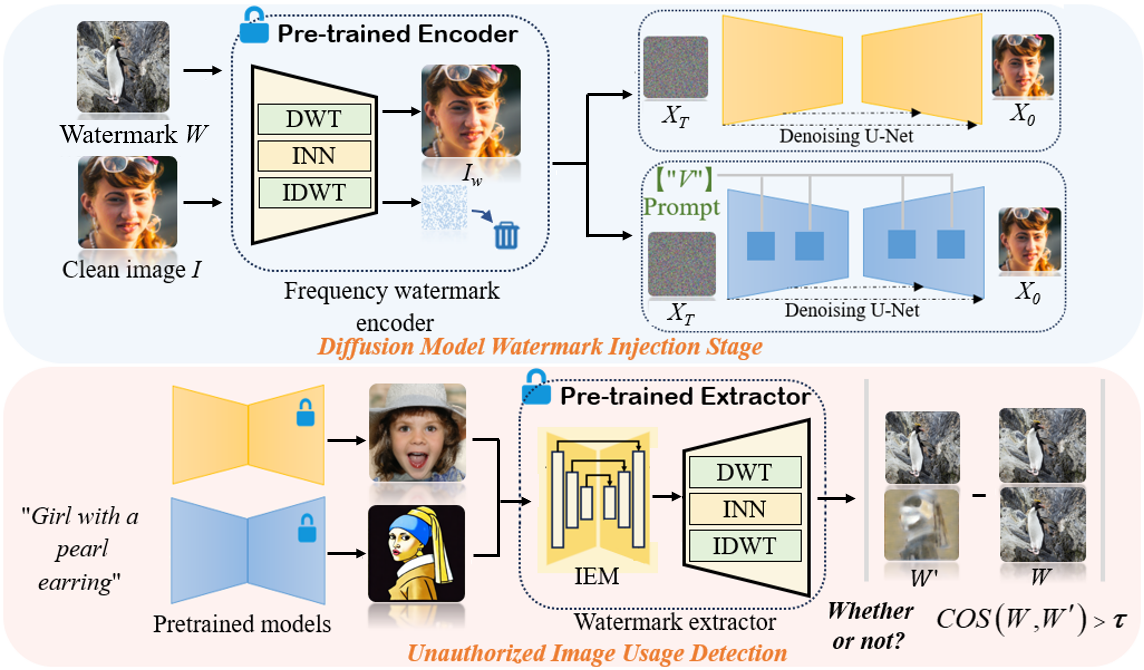 Pre-trained Encoder
Watermark W
Clean image I
DWT
INN
IDWT
I_w
Frequency watermark
encoder
X_T
Denoising U-Net
X_0
【"V"】
Prompt
X_T
Denoising U-Net
X_0
Diffusion Model Watermark Injection Stage
"Girl with a
pearl
earring"
Pretrained models
Pre-trained Extractor
IEM
DWT
INN
IDWT
Watermark extractor
-
W'
W
Whether
or not?
COS(W,W') > τ
Unauthorized Image Usage Detection